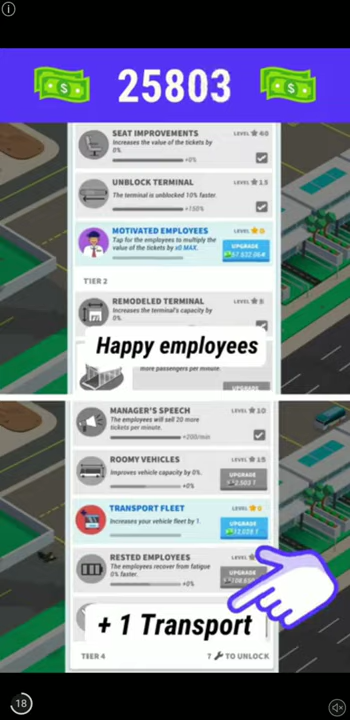 25803
SEAT IMPROVEMENTS
LEVEL 60
Increases the value of the tickets by
0%.
+0%
UNBLOCK TERMINAL
LEVEL 15
The terminal is unblocked 10% faster.
+150%
MOTIVATED EMPLOYEES
LEVEL 0
Tap for the employees to multiply the
value of the tickets by x0 MAX.
UPGRADE
TIER 2
REMODELED TERMINAL
LEVEL
Increases the terminal's capacity by
0%.
Happy employees
more passengers per minute.
UPGRADE
MANAGER'S SPEECH
LEVEL 10
The employees will sell 20 more
tickets per minute.
+200/min
ROOMY VEHICLES
LEVEL 15
Improves vehicle capacity by 0%.
UPGRADE
+0%
TRANSPORT FLEET
LEVEL
Increases your vehicle fleet by 1.
UPGRADE
RESTED EMPLOYEES
LEVEL
The employees recover from fatigue
0% faster.
UPGRADE
+0%
+ 1 Transport
TIER 4
7 TO UNLOCK
18